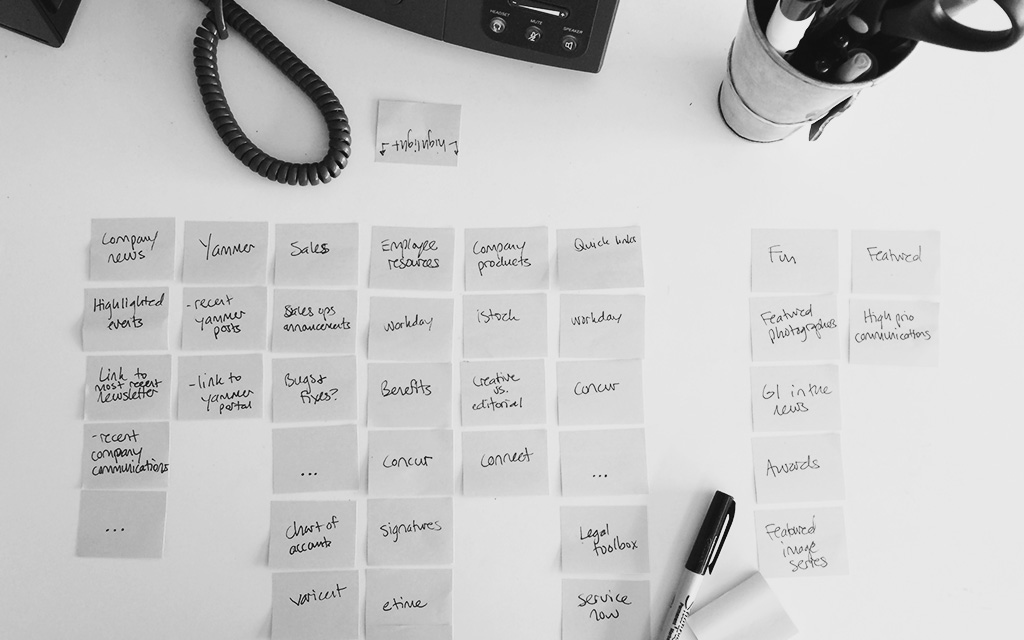 HEADSET
MUTE
SPEAKER
highlight
Company
news
Yammer
Sales
Employee
resources
Company
products
Quick links
Fun
Featured
Highlighted
events
-recent
yammer
posts
Sales ops
annoucements
workday
iStock
workday
Featured
photographers
High prio
communications
Link to
most recent
newsletter
-link to
yammer
portal
Bugs &
fixes?
Benefits
Creative
vs.
editorial
Concur
GI in the
news
-recent
company
communications
...
Concur
Connect
...
Awards
...
Chart of
accounts
signatures
Legal
toolbox
Featured
image
series
varicent
etime
service
now